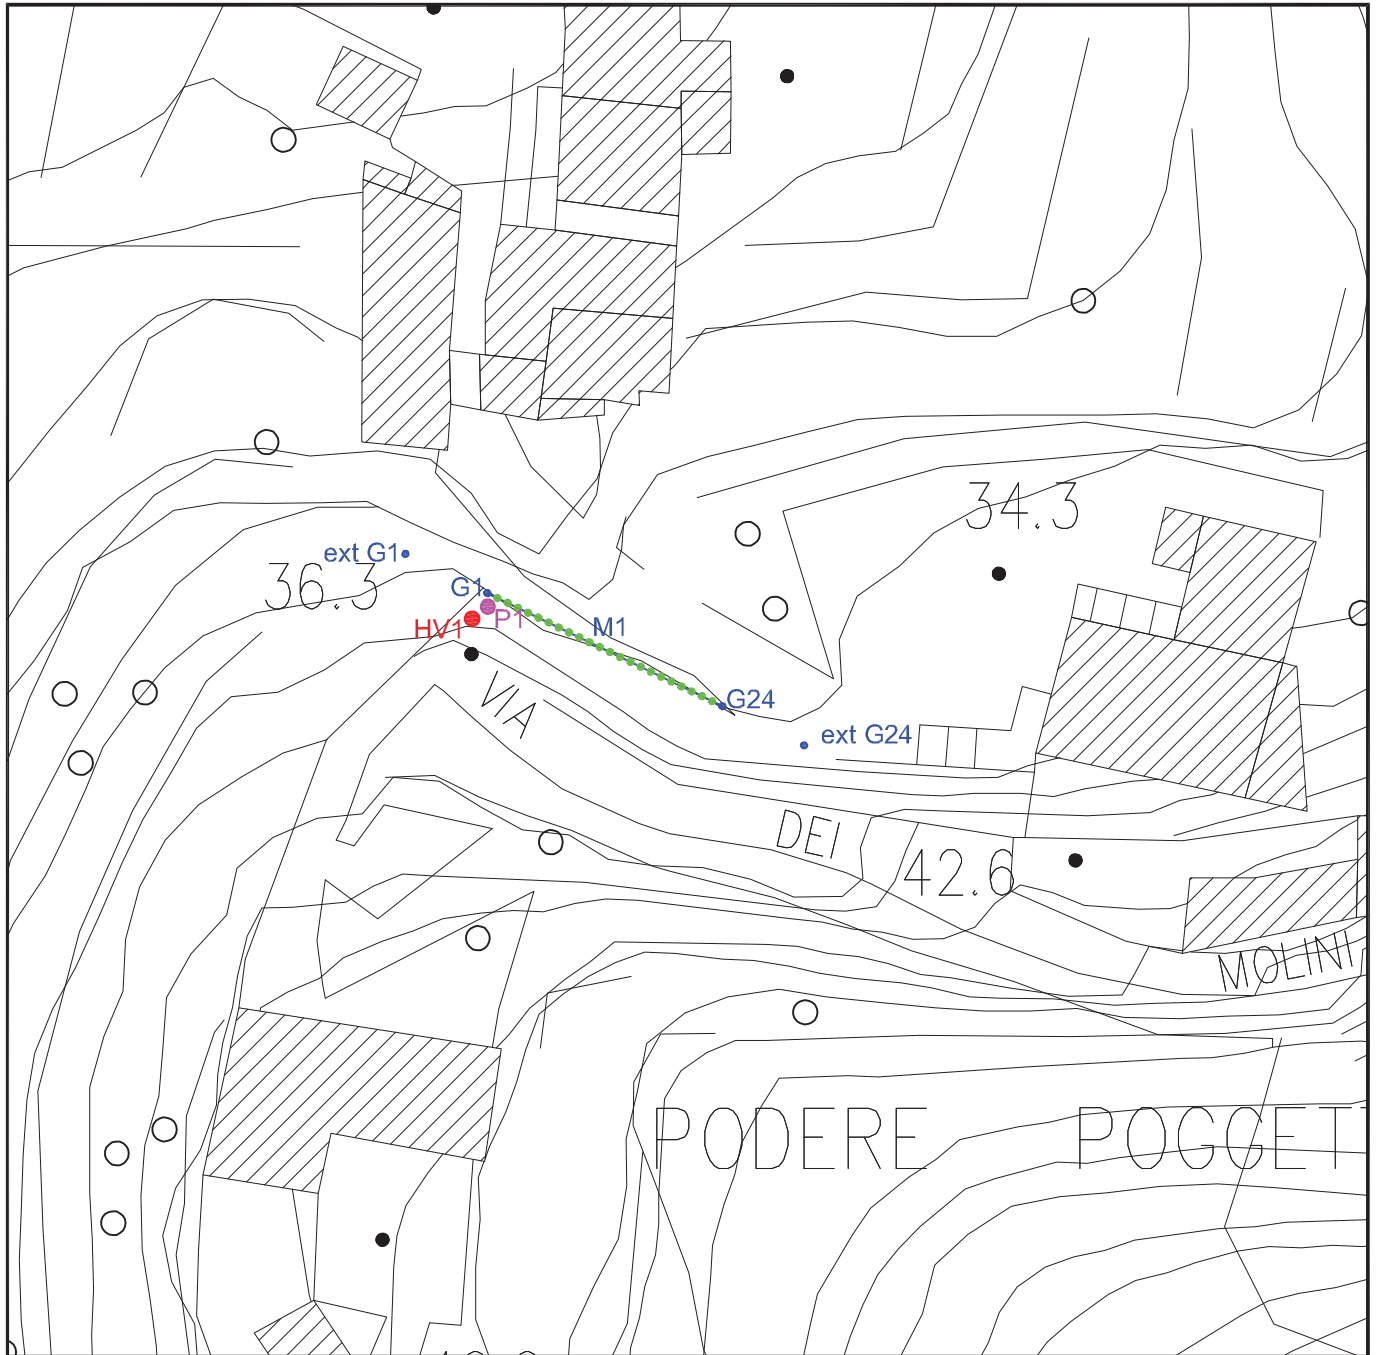 34.3
ext G1
36.3
G1
P1
HV1
M1
G24
ext G24
VIA
DEI
42.6
MOLINI
PODERE
POGGET